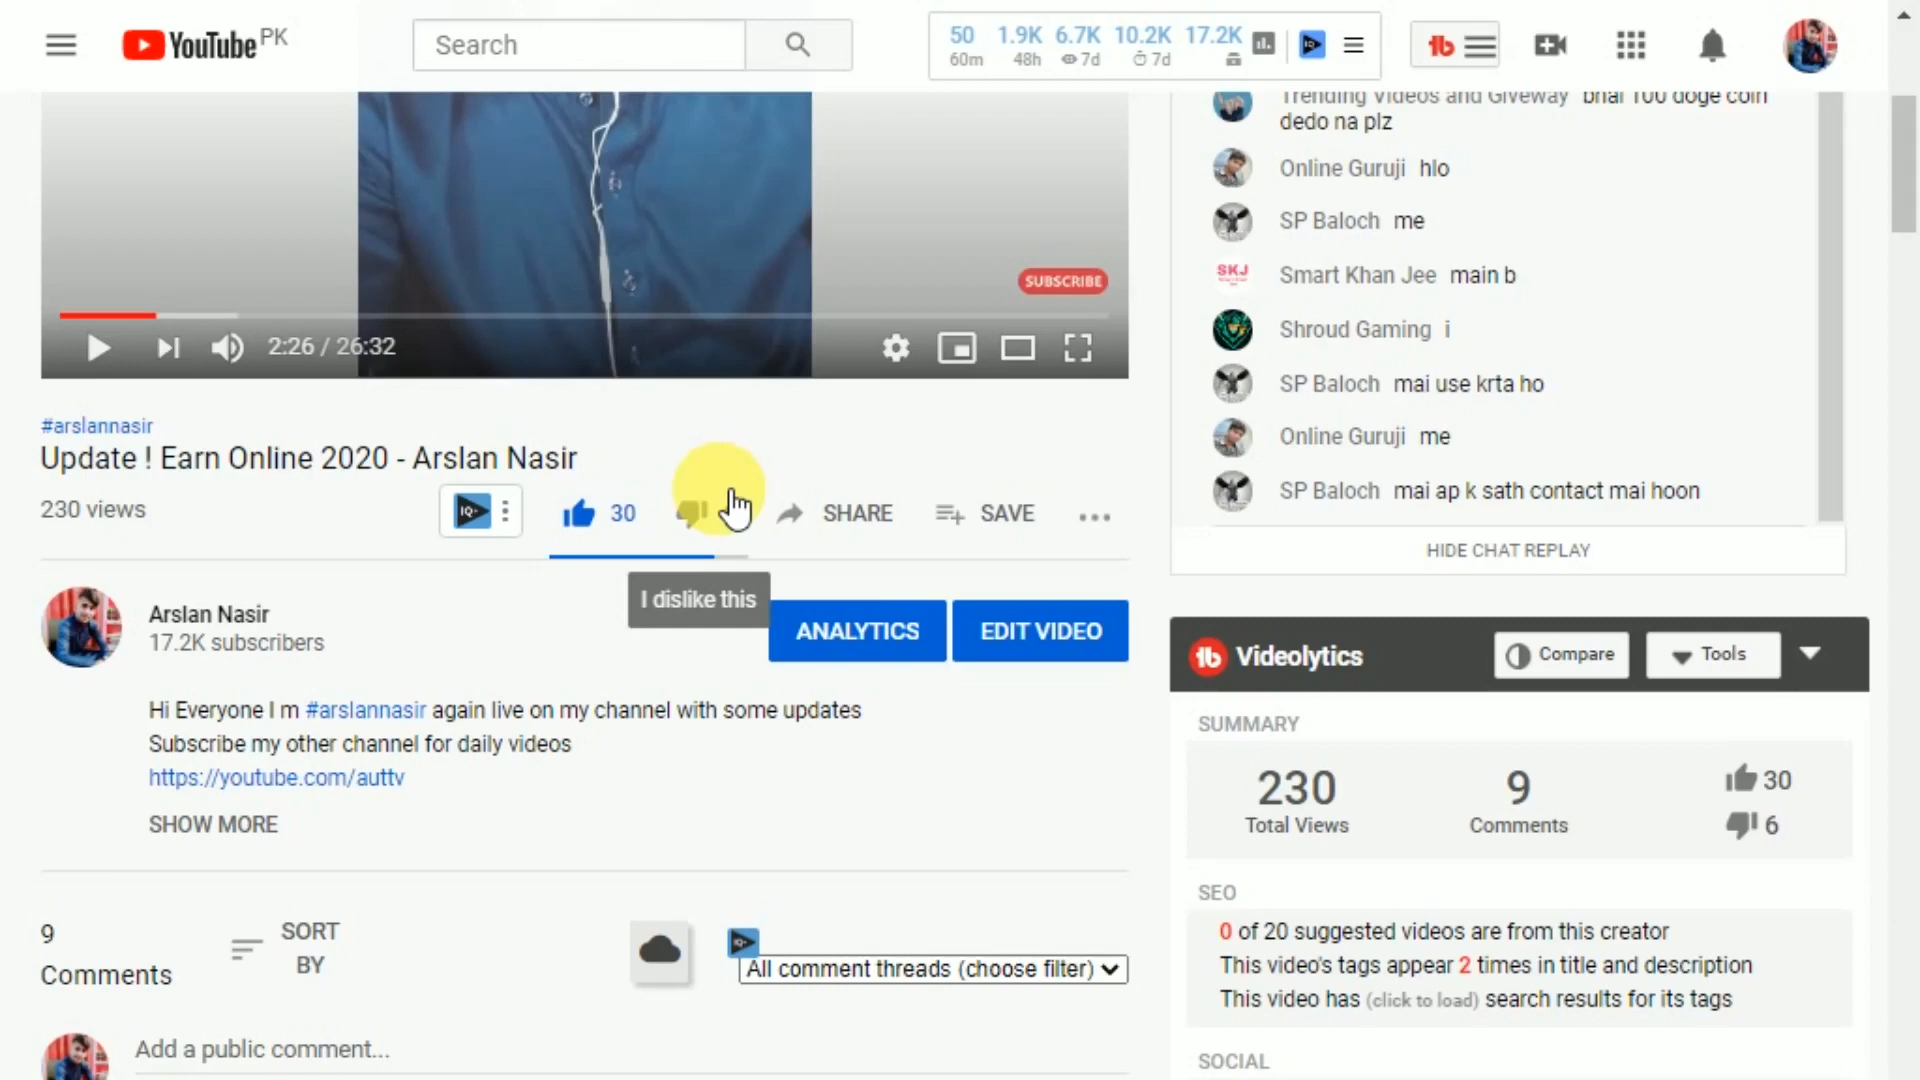 YouTube PK
Search
50 1.9K 6.7K 10.2K 17.2K
60m 48h 7d 7d
Trending Videos and Giveway bhai 100 doge coin
dedo na plz
Online Guruji hlo
SP Baloch me
SKJ
Smart Khan Jee main b
Shroud Gaming i
SP Baloch mai use krta ho
Online Guruji me
SP Baloch mai ap k sath contact mai hoon
HIDE CHAT REPLAY
SUBSCRIBE
2:26 / 26:32
#arslannasir
Update ! Earn Online 2020 - Arslan Nasir
230 views
IQ
30
SHARE
SAVE
I dislike this
Arslan Nasir
17.2K subscribers
ANALYTICS
EDIT VIDEO
Hi Everyone I m #arslannasir again live on my channel with some updates
Subscribe my other channel for daily videos
https://youtube.com/auttv
SHOW MORE
9
Comments
SORT
BY
All comment threads (choose filter)
Add a public comment...
Videolytics
Compare
Tools
SUMMARY
230
Total Views
9
Comments
30
6
SEO
0 of 20 suggested videos are from this creator
This video's tags appear 2 times in title and description
This video has (click to load) search results for its tags
SOCIAL